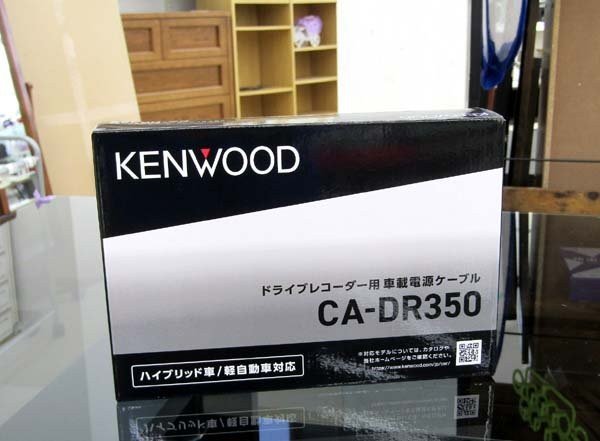 KENWOOD
ドライブレコーダー用 車載電源ケーブル
CA-DR350
※対応モデルについては、カタログや
当社ホームページをご確認ください。
https://www.kenwood.com/jp/car/
ハイブリッド車/軽自動車対応